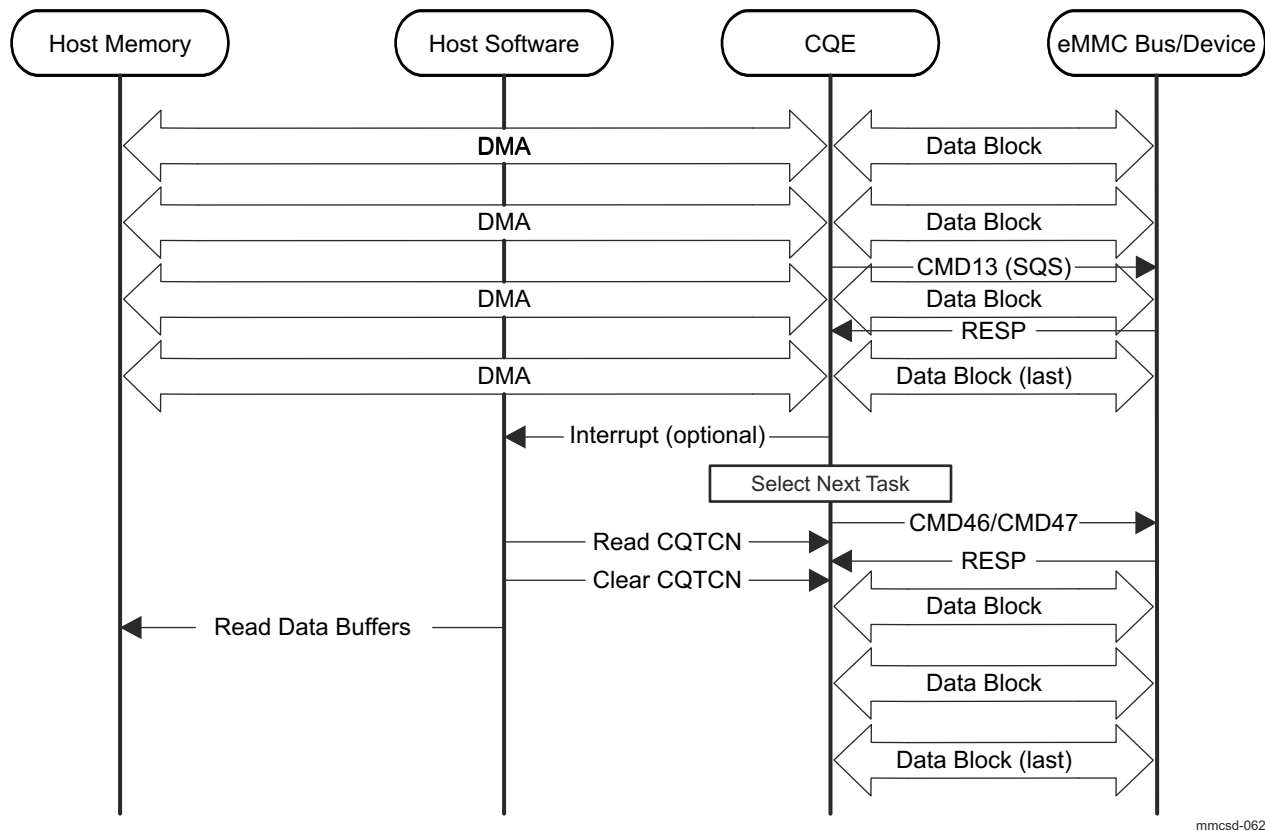 Host Memory
Host Software
CQE
eMMC Bus/Device
DMA
Data Block
DMA
Data Block
CMD13 (SQS)
DMA
Data Block
RESP
DMA
Data Block (last)
Interrupt (optional)
Select Next Task
CMD46/CMD47
Read CQTCN
RESP
Clear CQTCN
Data Block
Read Data Buffers
Data Block
Data Block (last)
mmcsd-062